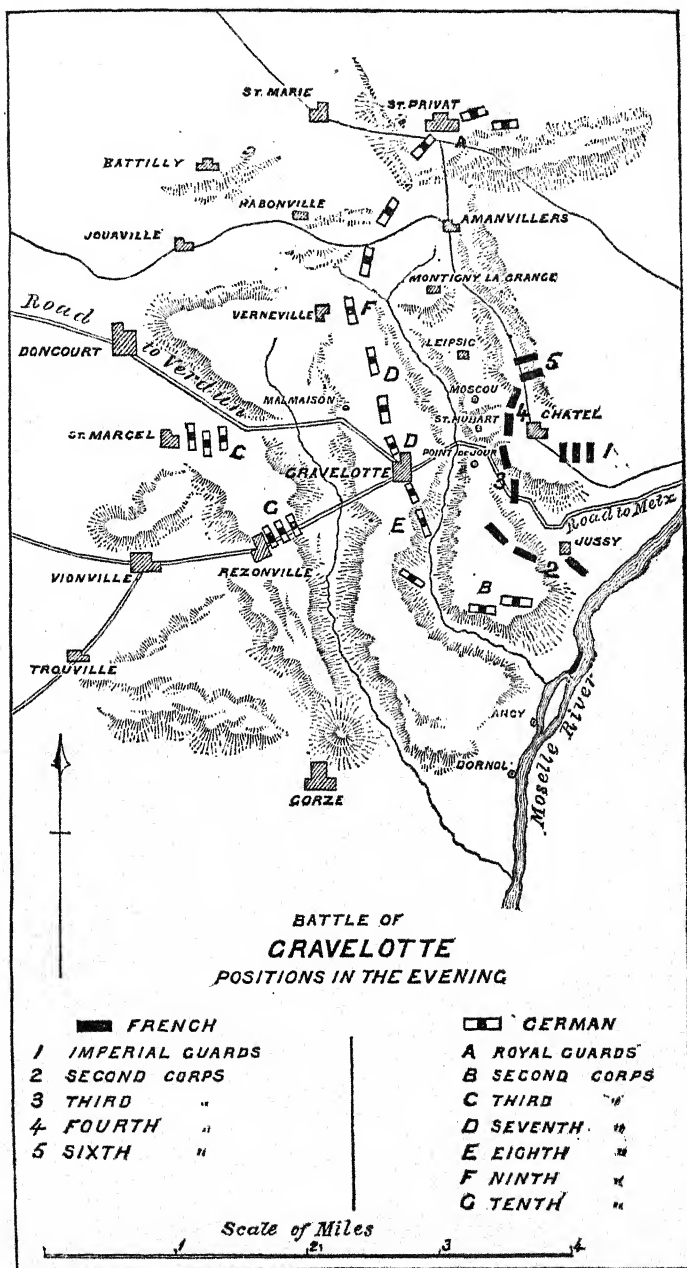 ST. MARIE
ST. PRIVAT
A
BATTILLY
HABONVILLE
AMANVILLERS
JOUAVILLE
MONTIGNY LA GRANGE
Road
to Verdun
VERNEVILLE
F
LEIPSIC
5
DONCOURT
D
MOSCOU
4
MALMAISON
CHATEL
ST. HUBART
ST. MARCEL
C
D
POINT DE JOUR
1
GRAVELOTTE
3
G
E
Road to Metz
JUSSY
VIONVILLE
REZONVILLE
2
B
TROUVILLE
ANCY
DORNOL
Moselle River
GORZE
BATTLE OF
GRAVELOTTE
POSITIONS IN THE EVENING
FRENCH
1 IMPERIAL GUARDS
2 SECOND CORPS
3 THIRD "
4 FOURTH "
5 SIXTH "
GERMAN
A ROYAL GUARDS
B SECOND CORPS
C THIRD "
D SEVENTH "
E EIGHTH "
F NINTH "
G TENTH "
Scale of Miles
1 2 3 4